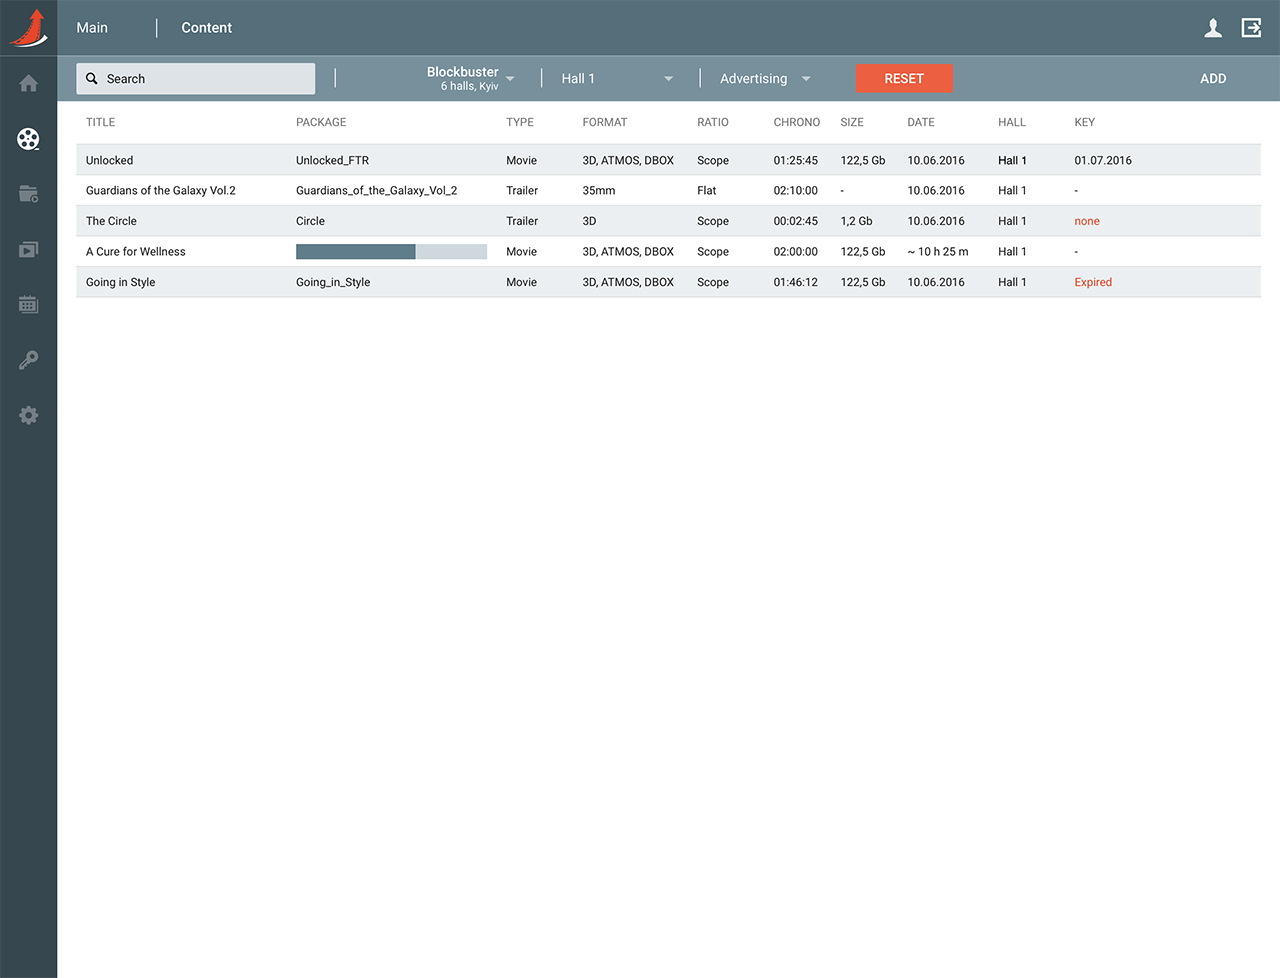 Main Content
Search Blockbuster Hall 1 Advertising RESET ADD
6 halls, Kyiv
TITLE PACKAGE TYPE FORMAT RATIO CHRONO SIZE DATE HALL KEY
Unlocked Unlocked_FTR Movie 3D, ATMOS, DBOX Scope 01:25:45 122,5 Gb 10.06.2016 Hall 1 01.07.2016
Guardians of the Galaxy Vol.2 Guardians_of_the_Galaxy_Vol_2 Trailer 35mm Flat 02:10:00 - 10.06.2016 Hall 1 -
The Circle Circle Trailer 3D Scope 00:02:45 1,2 Gb 10.06.2016 Hall 1 none
A Cure for Wellness Movie 3D, ATMOS, DBOX Scope 02:00:00 122,5 Gb ~ 10 h 25 m Hall 1 -
Going in Style Going_in_Style Movie 3D, ATMOS, DBOX Scope 01:46:12 122,5 Gb 10.06.2016 Hall 1 Expired